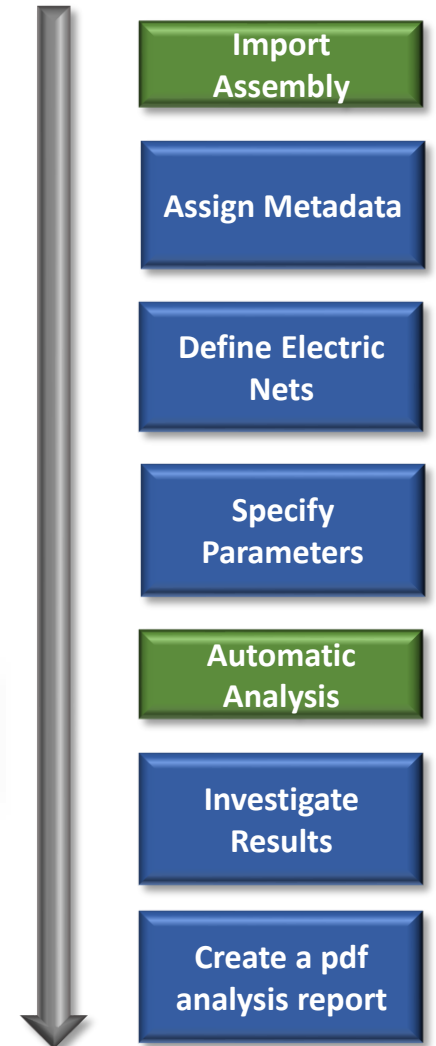 Import
Assembly
Assign Metadata
Define Electric
Nets
Specify
Parameters
Automatic
Analysis
Investigate
Results
Create a pdf
analysis report